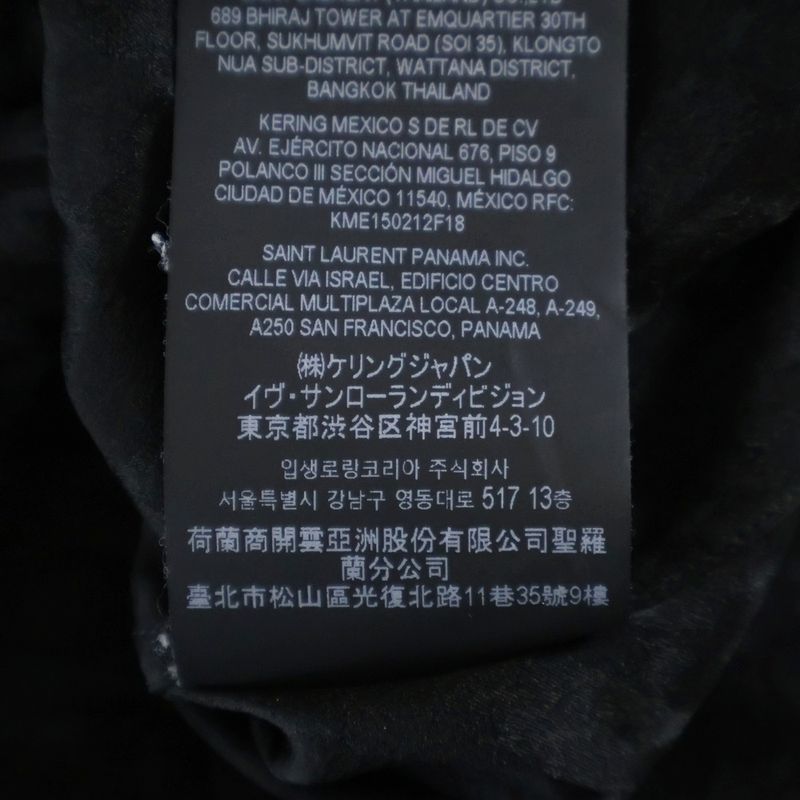 689 BHIRAJ TOWER AT EMQUARTIER 30TH
FLOOR, SUKHUMVIT ROAD (SOI 35), KLONGTO
NUA SUB-DISTRICT, WATTANA DISTRICT,
BANGKOK THAILAND
KERING MEXICO S DE RL DE CV
AV. EJÉRCITO NACIONAL 676, PISO 9
POLANCO III SECCIÓN MIGUEL HIDALGO
CIUDAD DE MÉXICO 11540, MÉXICO RFC:
KME150212F18
SAINT LAURENT PANAMA INC.
CALLE VIA ISRAEL, EDIFICIO CENTRO
COMERCIAL MULTIPLAZA LOCAL A-248, A-249,
A250 SAN FRANCISCO, PANAMA
㈱ケリングジャパン
イヴ・サンローランディビジョン
東京都渋谷区神宮前4-3-10
입생로랑코리아 주식회사
서울특별시 강남구 영동대로 517 13층
荷蘭商開雲亞洲股份有限公司聖羅
蘭分公司
臺北市松山區光復北路11巷35號9樓